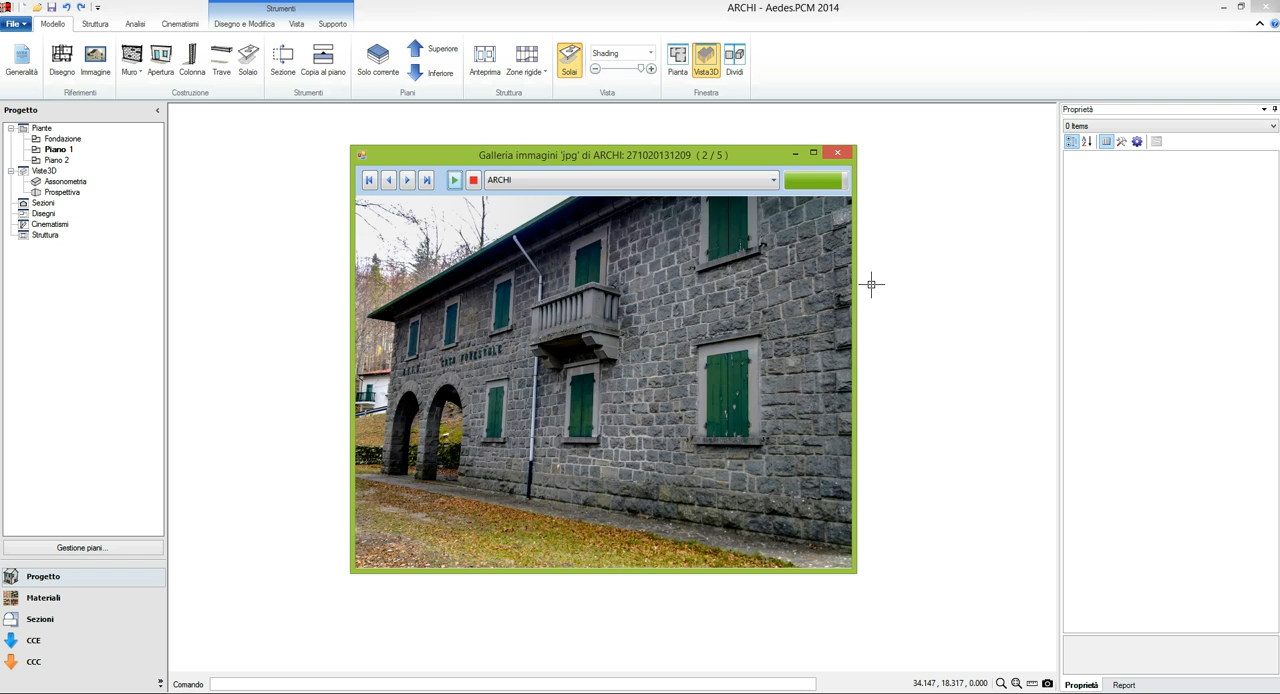 ARCHI - Aedes.PCM 2014
Strumenti
File
Modello
Struttura
Analisi
Cinematismi
Disegno e Modifica
Vista
Supporto
Generalità
Disegno
Immagine
Riferimenti
Muro
Apertura
Colonna
Trave
Solaio
Costruzione
Sezione
Copia al piano
Strumenti
Solo corrente
Superiore
Inferiore
Piani
Anteprima
Zone rigide
Struttura
Solai
Shading
Vista
Pianta
Vista3D
Dividi
Finestra
Progetto
Piante
Fondazione
Piano 1
Piano 2
Viste3D
Assonometria
Prospettiva
Sezioni
Disegni
Cinematismi
Struttura
Gestione piani...
Progetto
Materiali
Sezioni
CCE
CCC
Galleria immagini 'jpg' di ARCHI: 271020131209 ( 2 / 5 )
ARCHI
CASA FORESTALE
Proprietà
0 Items
Comando
34.147 , 18.317 , 0.000
Proprietà
Report